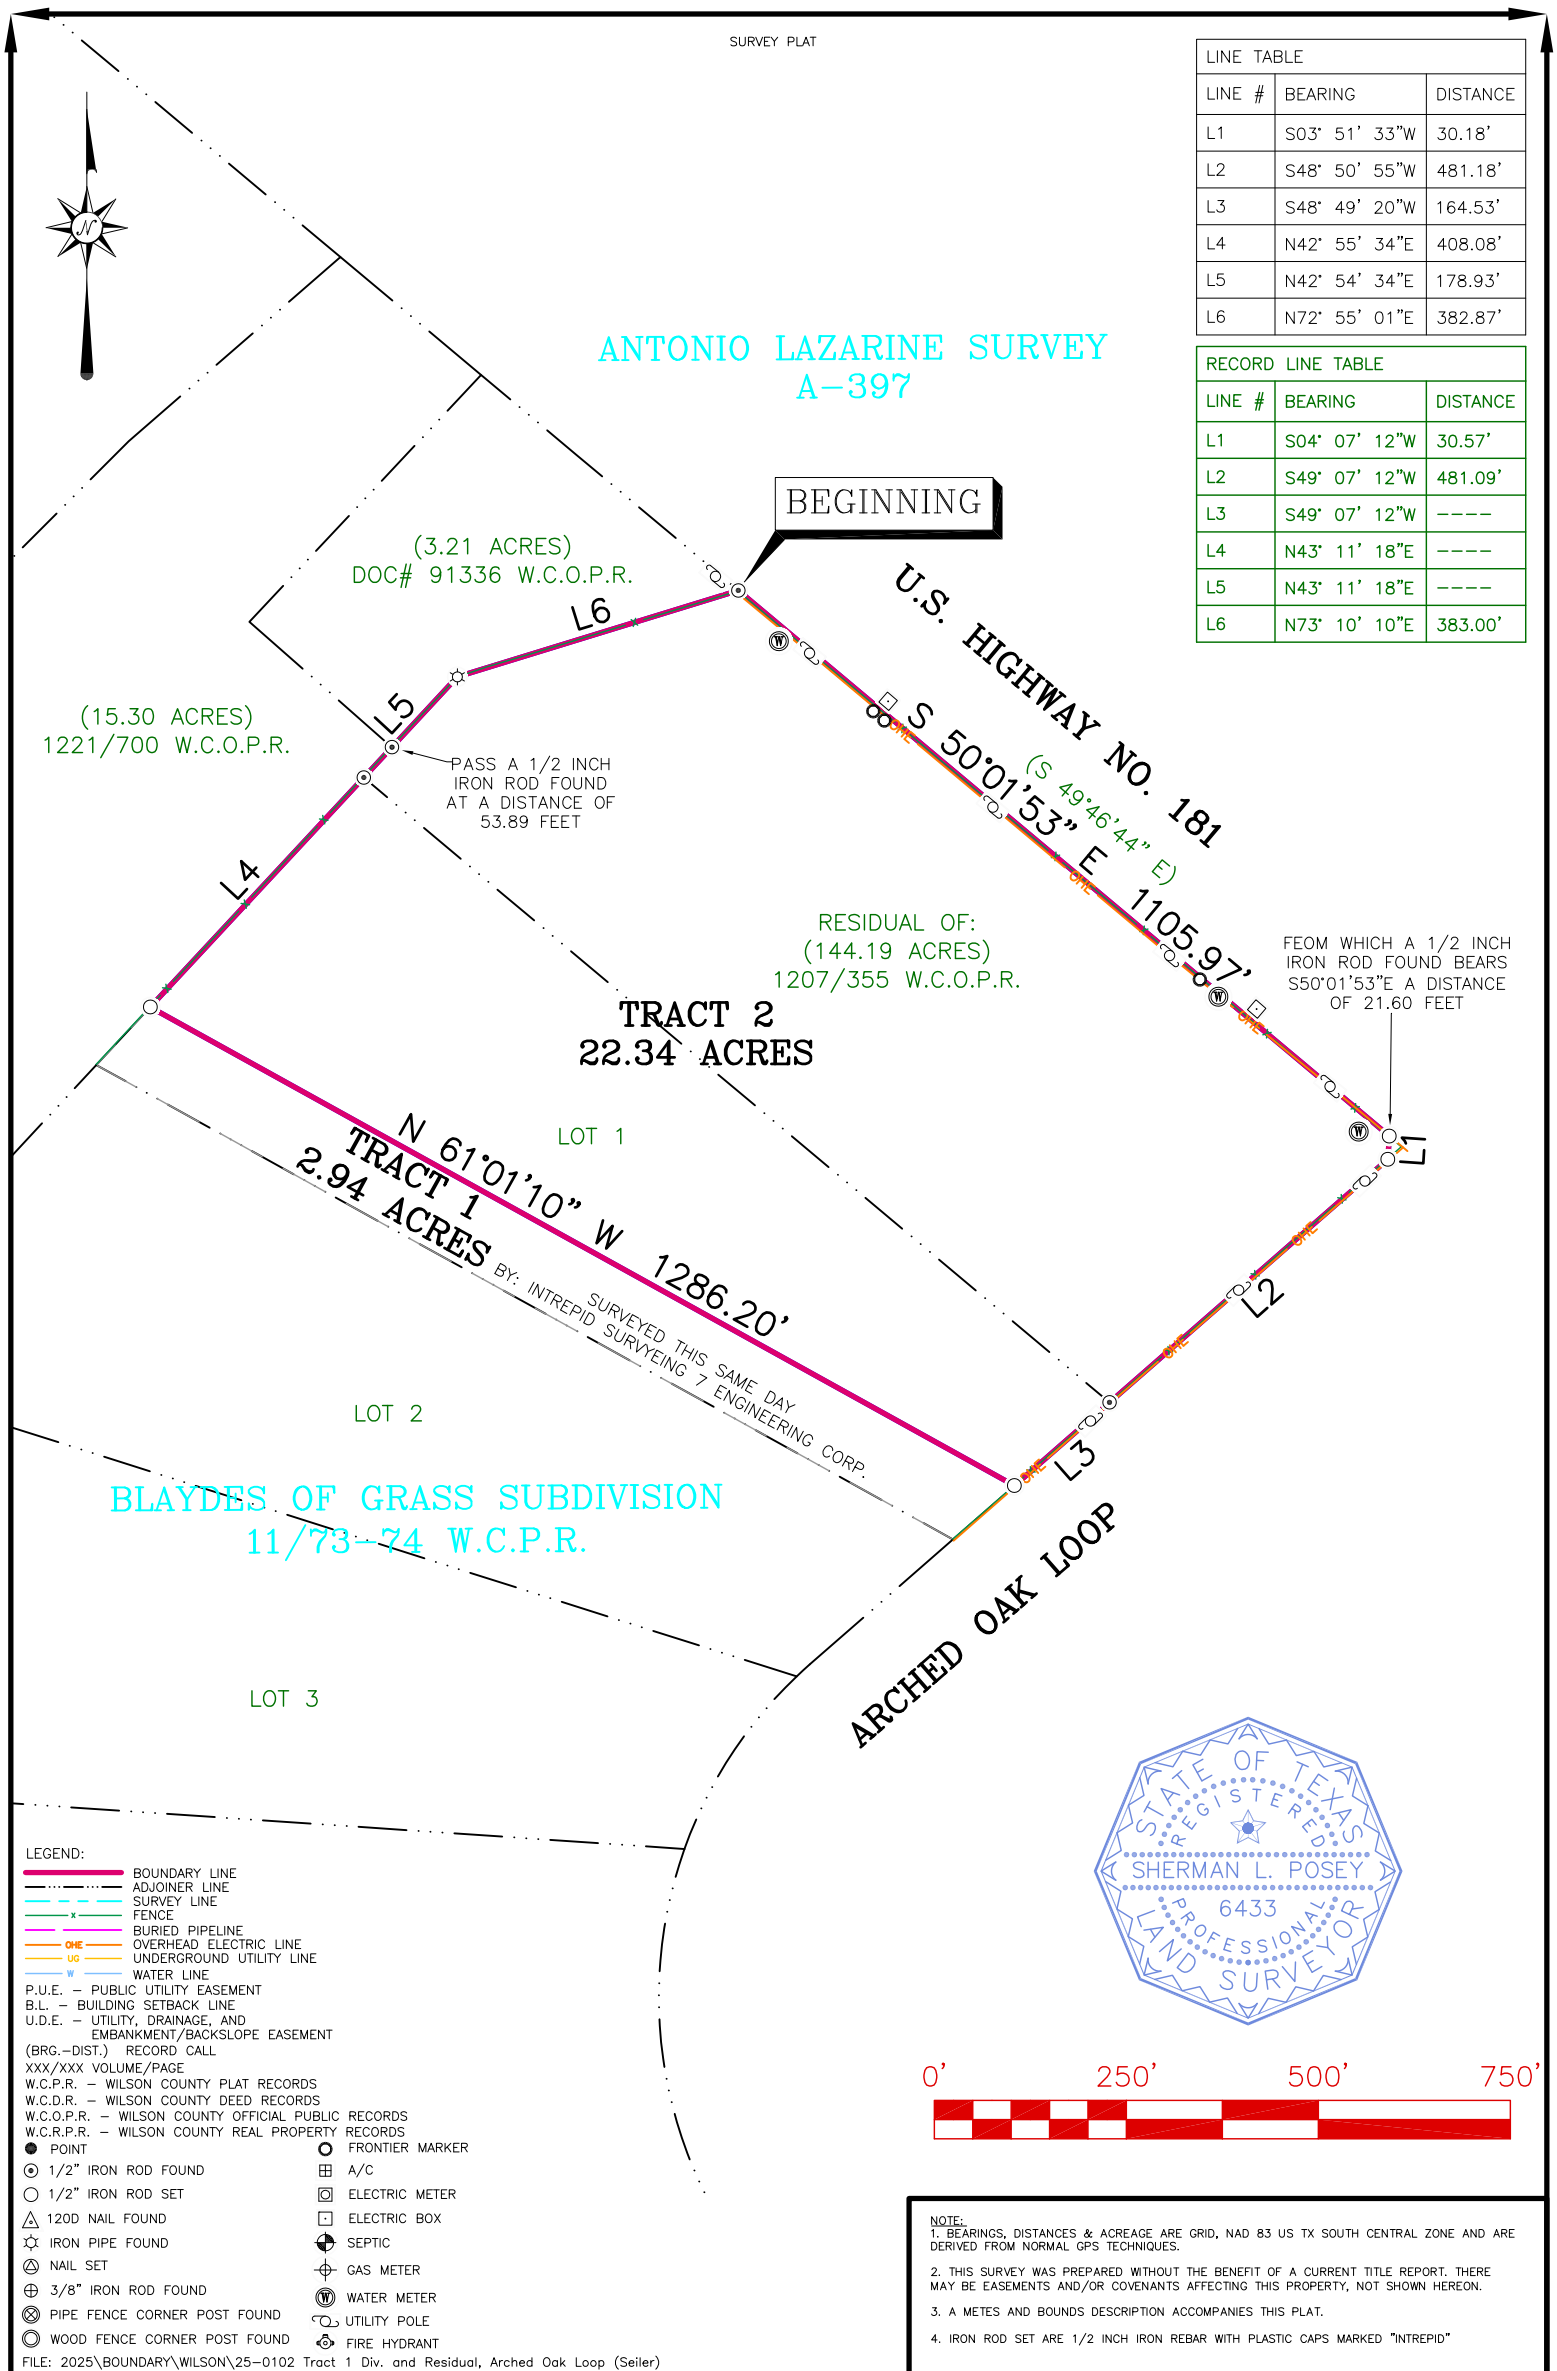 SURVEY PLAT
LINE TABLE
LINE # BEARING DISTANCE
L1 S03° 51' 33"W 30.18'
L2 S48° 50' 55"W 481.18'
L3 S48° 49' 20"W 164.53'
L4 N42° 55' 34"E 408.08'
L5 N42° 54' 34"E 178.93'
L6 N72° 55' 01"E 382.87'
RECORD LINE TABLE
LINE # BEARING DISTANCE
L1 S04° 07' 12"W 30.57'
L2 S49° 07' 12"W 481.09'
L3 S49° 07' 12"W ----
L4 N43° 11' 18"E ----
L5 N43° 11' 18"E ----
L6 N73° 10' 10"E 383.00'
N
ANTONIO LAZARINE SURVEY
A-397
BEGINNING
(3.21 ACRES)
DOC# 91336 W.C.O.P.R.
L6
U.S. HIGHWAY NO. 181
(15.30 ACRES)
1221/700 W.C.O.P.R.
L5
PASS A 1/2 INCH
IRON ROD FOUND
AT A DISTANCE OF
53.89 FEET
W
OHE
S 50°01'53" E 1105.97'
(S 49°46'44" E)
OHE
L4
RESIDUAL OF:
(144.19 ACRES)
1207/355 W.C.O.P.R.
FEOM WHICH A 1/2 INCH
IRON ROD FOUND BEARS
S50°01'53"E A DISTANCE
OF 21.60 FEET
W
OHE
TRACT 2
22.34 ACRES
W
L1
LOT 1
N 61°01'10" W 1286.20'
TRACT 1
2.94 ACRES
SURVEYED THIS SAME DAY
BY: INTREPID SURVYEING 7 ENGINEERING CORP.
OHE
L2
OHE
LOT 2
L3
OHE
BLAYDES OF GRASS SUBDIVISION
11/73-74 W.C.P.R.
ARCHED OAK LOOP
LOT 3
STATE OF TEXAS
REGISTERED
SHERMAN L. POSEY
6433
PROFESSIONAL
LAND SURVEYOR
LEGEND:
BOUNDARY LINE
ADJOINER LINE
SURVEY LINE
x FENCE
BURIED PIPELINE
OHE OVERHEAD ELECTRIC LINE
UG UNDERGROUND UTILITY LINE
W WATER LINE
P.U.E. - PUBLIC UTILITY EASEMENT
B.L. - BUILDING SETBACK LINE
U.D.E. - UTILITY, DRAINAGE, AND
EMBANKMENT/BACKSLOPE EASEMENT
(BRG.-DIST.) RECORD CALL
XXX/XXX VOLUME/PAGE
W.C.P.R. - WILSON COUNTY PLAT RECORDS
W.C.D.R. - WILSON COUNTY DEED RECORDS
W.C.O.P.R. - WILSON COUNTY OFFICIAL PUBLIC RECORDS
W.C.R.P.R. - WILSON COUNTY REAL PROPERTY RECORDS
POINT
1/2" IRON ROD FOUND
1/2" IRON ROD SET
120D NAIL FOUND
IRON PIPE FOUND
NAIL SET
3/8" IRON ROD FOUND
PIPE FENCE CORNER POST FOUND
WOOD FENCE CORNER POST FOUND
FRONTIER MARKER
A/C
ELECTRIC METER
ELECTRIC BOX
SEPTIC
GAS METER
W WATER METER
UTILITY POLE
FIRE HYDRANT
FILE: 2025\BOUNDARY\WILSON\25-0102 Tract 1 Div. and Residual, Arched Oak Loop (Seiler)
0' 250' 500' 750'
NOTE:
1. BEARINGS, DISTANCES & ACREAGE ARE GRID, NAD 83 US TX SOUTH CENTRAL ZONE AND ARE
DERIVED FROM NORMAL GPS TECHNIQUES.
2. THIS SURVEY WAS PREPARED WITHOUT THE BENEFIT OF A CURRENT TITLE REPORT. THERE
MAY BE EASEMENTS AND/OR COVENANTS AFFECTING THIS PROPERTY, NOT SHOWN HEREON.
3. A METES AND BOUNDS DESCRIPTION ACCOMPANIES THIS PLAT.
4. IRON ROD SET ARE 1/2 INCH IRON REBAR WITH PLASTIC CAPS MARKED "INTREPID"